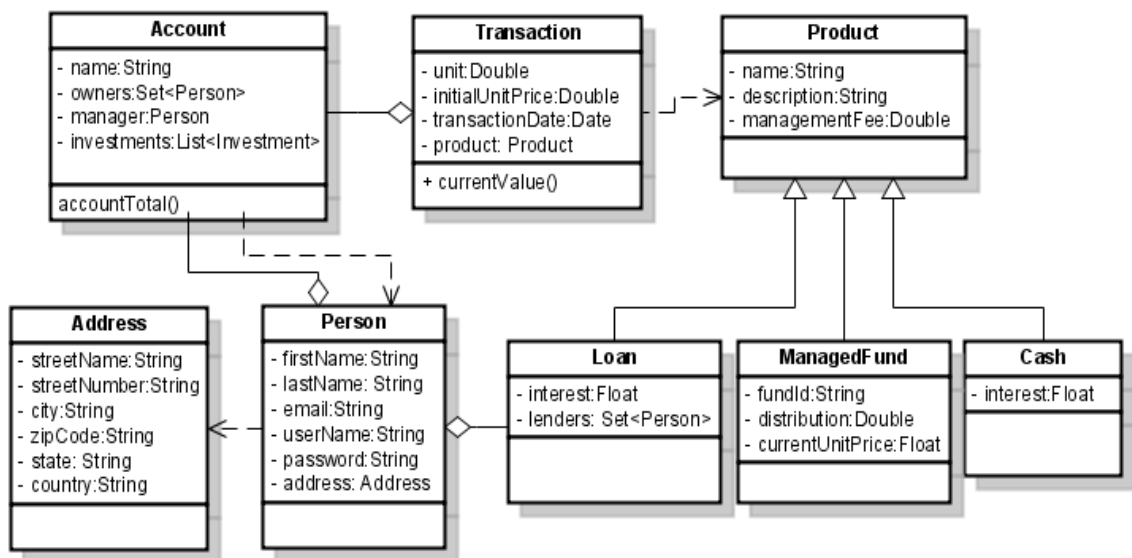 Account
- name:String
- owners:Set<Person>
- manager:Person
- investments:List<Investment>
accountTotal()
Transaction
- unit:Double
- initialUnitPrice:Double
- transactionDate:Date
- product: Product
+ currentValue()
Product
- name:String
- description:String
- managementFee:Double
Address
- streetName:String
- streetNumber:String
- city:String
- zipCode:String
- state: String
- country:String
Person
- firstName:String
- lastName: String
- email:String
- userName:String
- password:String
- address: Address
Loan
- interest:Float
- lenders: Set<Person>
ManagedFund
- fundId:String
- distribution:Double
- currentUnitPrice:Float
Cash
- interest:Float